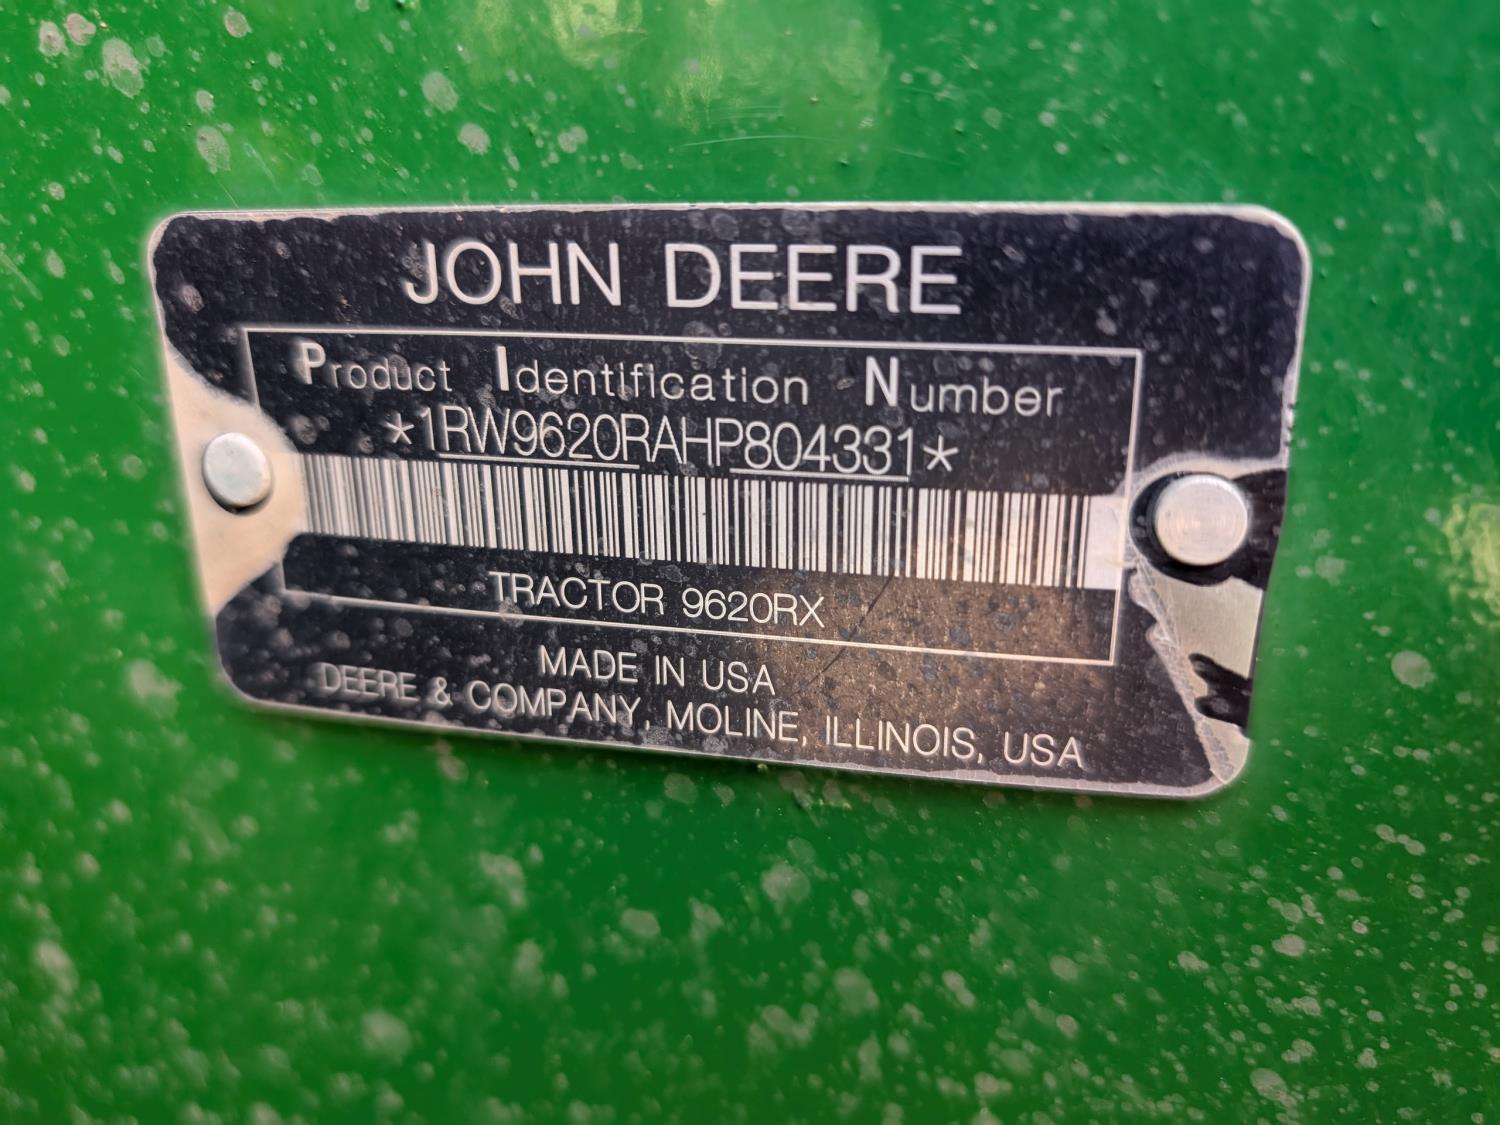 JOHN DEERE
Product Identification Number
*1RW9620RAHP804331*
TRACTOR 9620RX
MADE IN USA
DEERE & COMPANY, MOLINE, ILLINOIS, USA